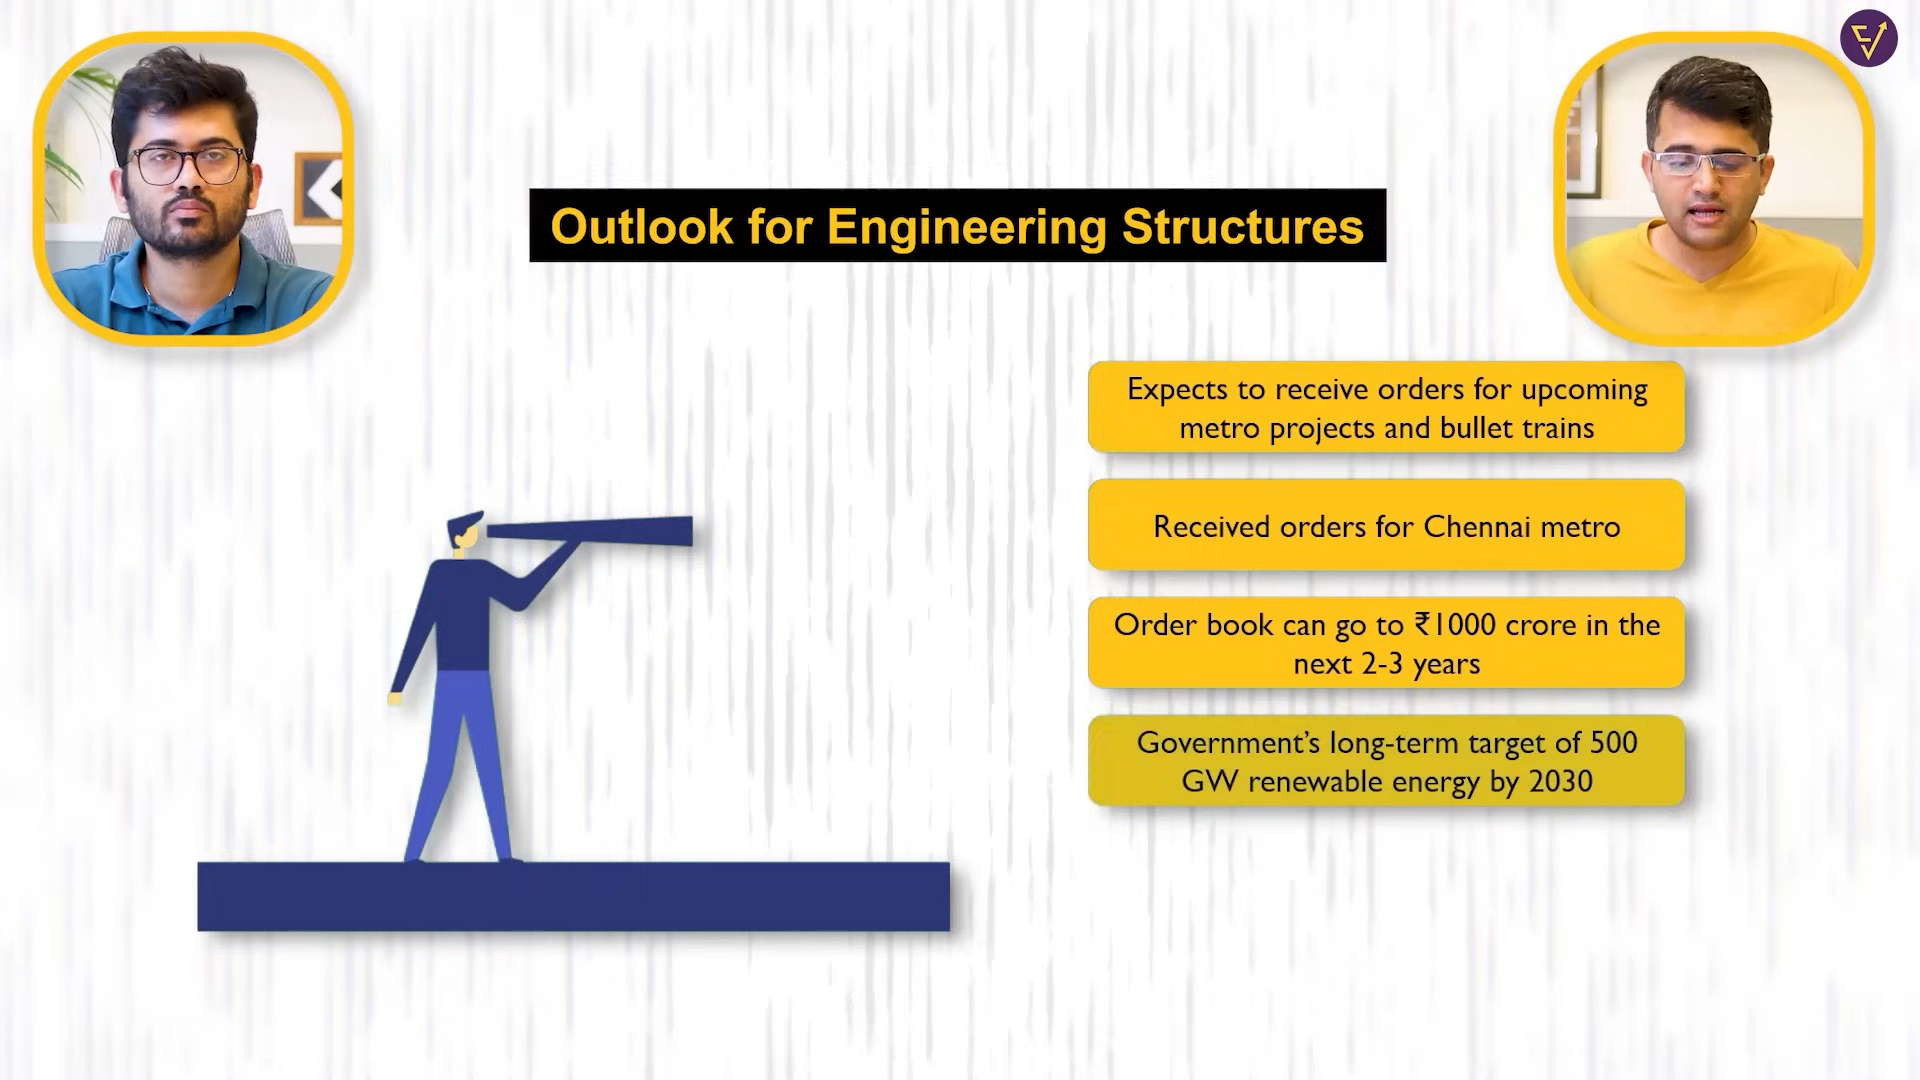 Outlook for Engineering Structures
Expects to receive orders for upcoming
metro projects and bullet trains
Received orders for Chennai metro
Order book can go to ₹1000 crore in the
next 2-3 years
Government’s long-term target of 500
GW renewable energy by 2030